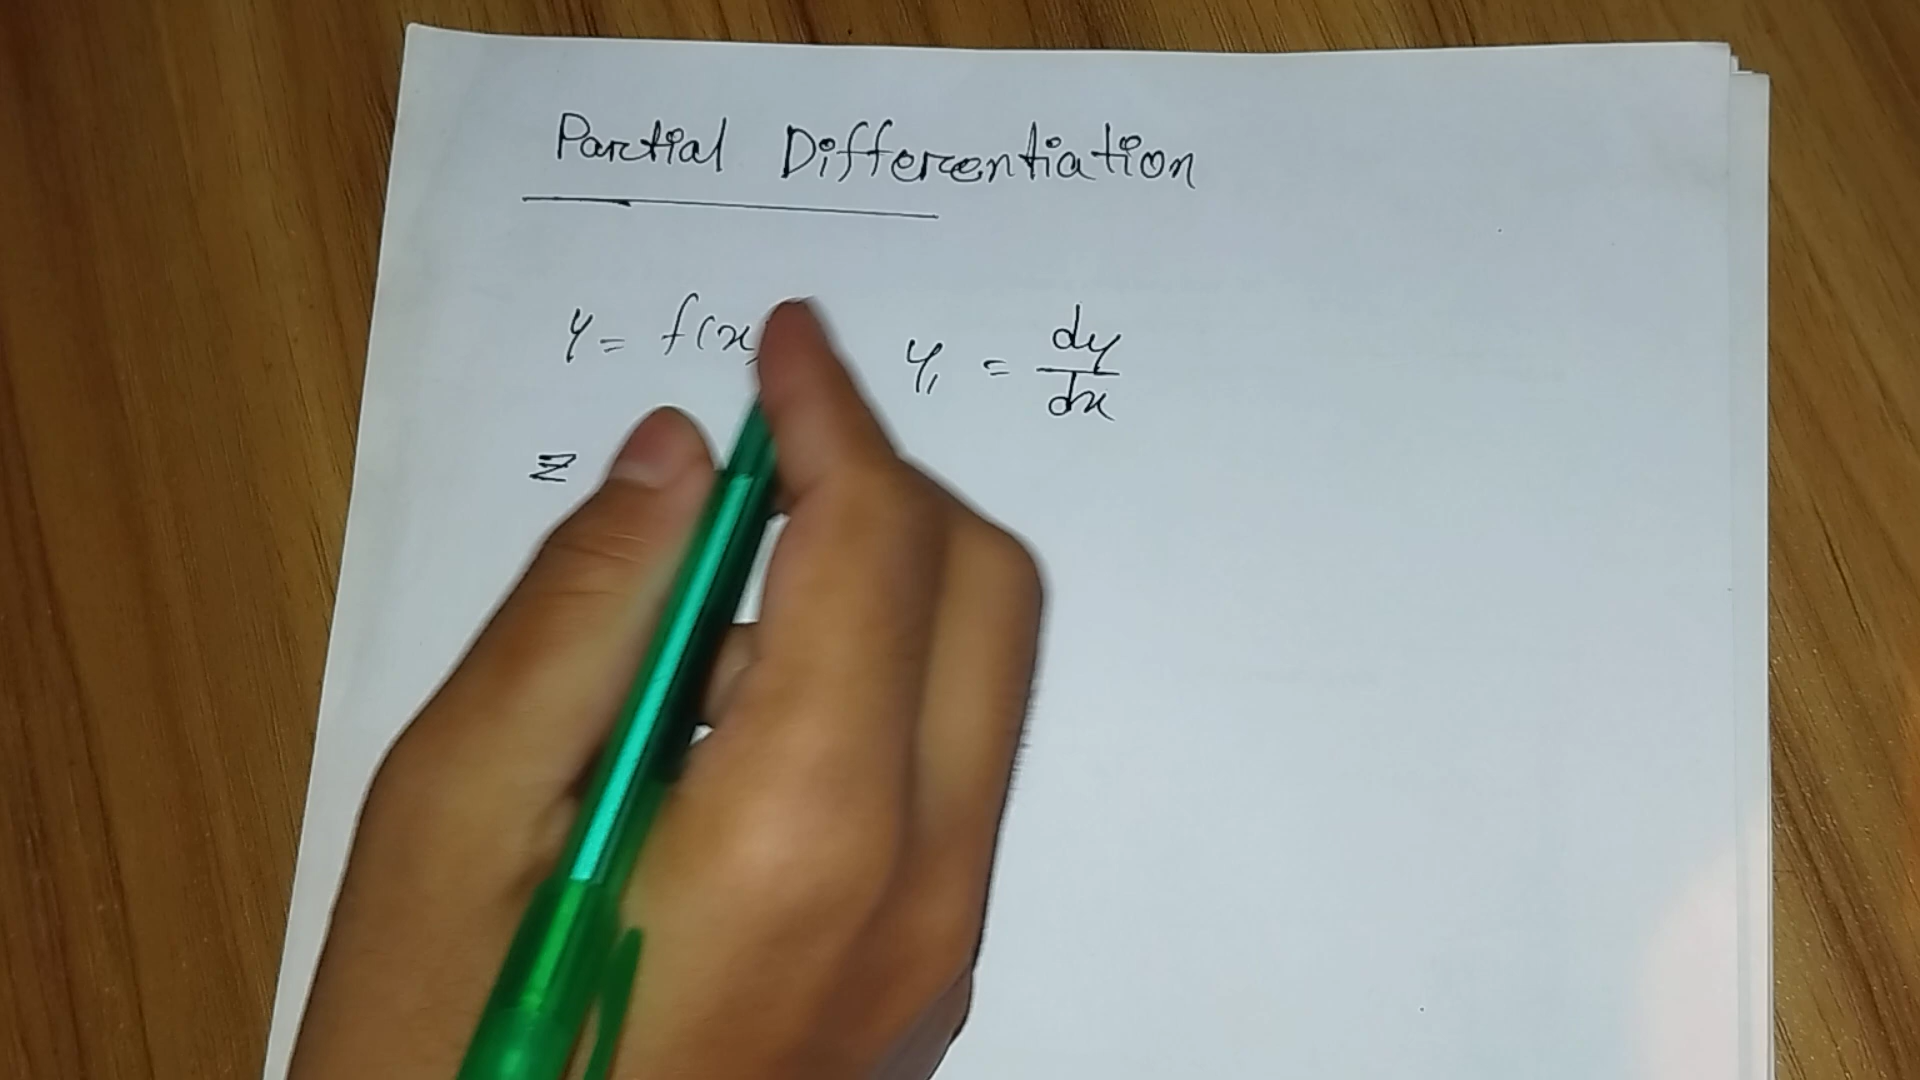 Partial Differentiation
y = f(x y₁ = dy/dx
z